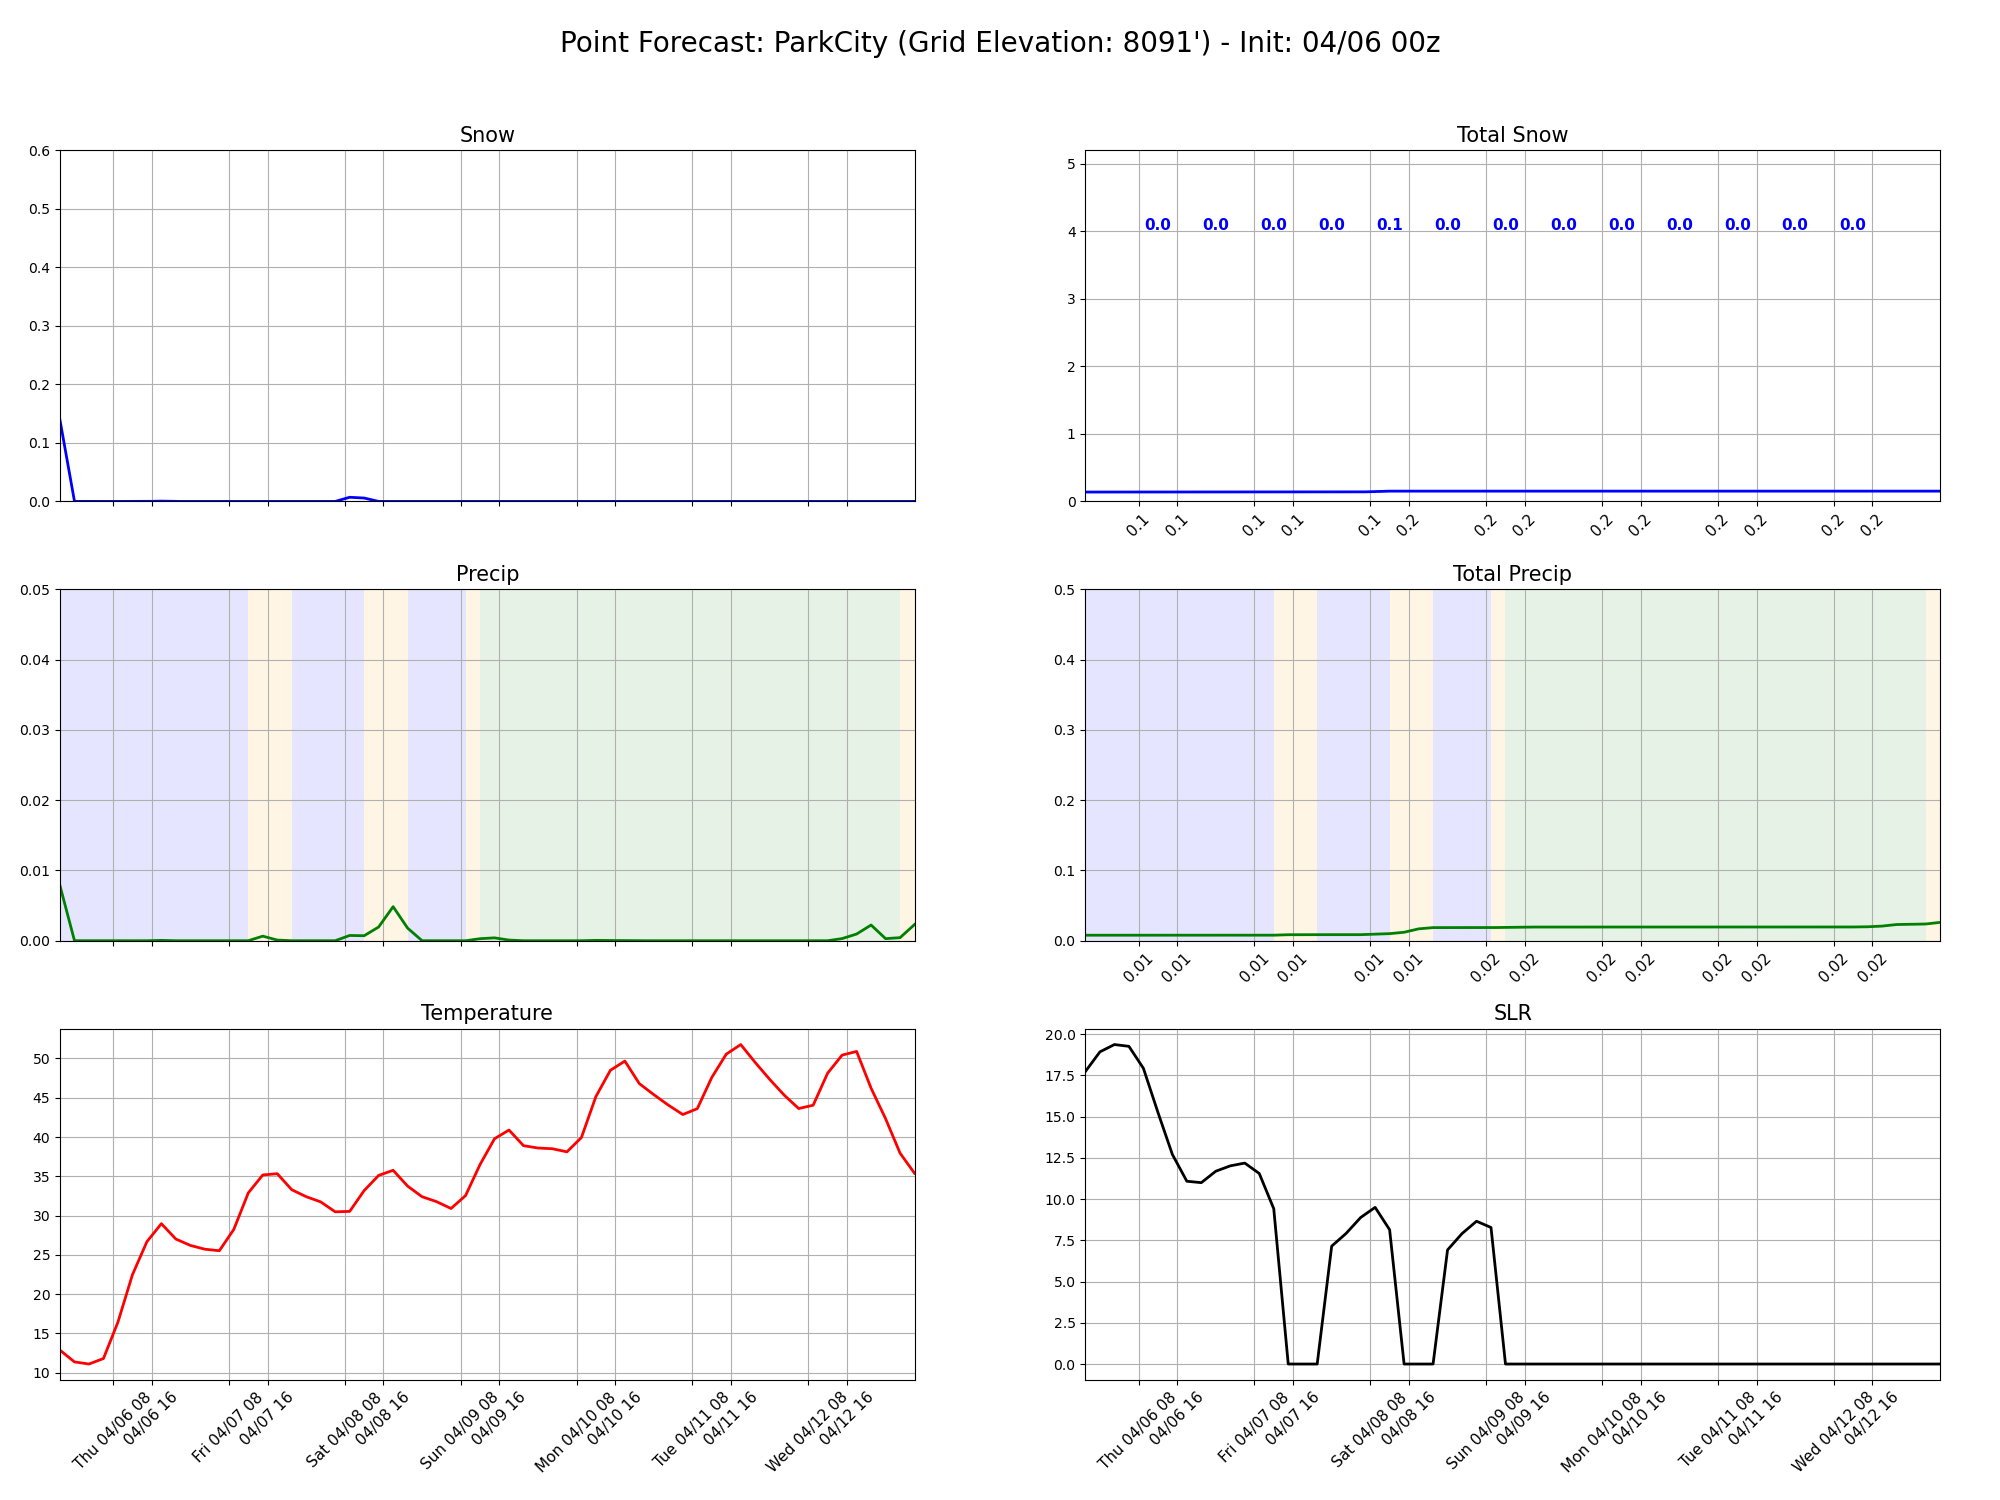 Point Forecast: ParkCity (Grid Elevation: 8091') - Init: 04/06 00z
Snow
0.6
0.5
0.4
0.3
0.2
0.1
0.0
Total Snow
5
4
3
2
1
0
0.0 0.0 0.0 0.0 0.1 0.0 0.0 0.0 0.0 0.0 0.0 0.0 0.0
0.1 0.1 0.1 0.1 0.1 0.2 0.2 0.2 0.2 0.2 0.2 0.2 0.2 0.2
Precip
0.05
0.04
0.03
0.02
0.01
0.00
Total Precip
0.5
0.4
0.3
0.2
0.1
0.0
0.01 0.01 0.01 0.01 0.01 0.01 0.02 0.02 0.02 0.02 0.02 0.02 0.02 0.02
Temperature
50
45
40
35
30
25
20
15
10
Thu 04/06 08
04/06 16
Fri 04/07 08
04/07 16
Sat 04/08 08
04/08 16
Sun 04/09 08
04/09 16
Mon 04/10 08
04/10 16
Tue 04/11 08
04/11 16
Wed 04/12 08
04/12 16
SLR
20.0
17.5
15.0
12.5
10.0
7.5
5.0
2.5
0.0
Thu 04/06 08
04/06 16
Fri 04/07 08
04/07 16
Sat 04/08 08
04/08 16
Sun 04/09 08
04/09 16
Mon 04/10 08
04/10 16
Tue 04/11 08
04/11 16
Wed 04/12 08
04/12 16